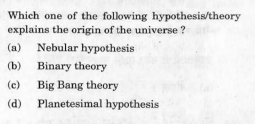 Which one of the following hypothesis/theory
explains the origin of the universe ?
(a) Nebular hypothesis
(b) Binary theory
(c) Big Bang theory
(d) Planetesimal hypothesis